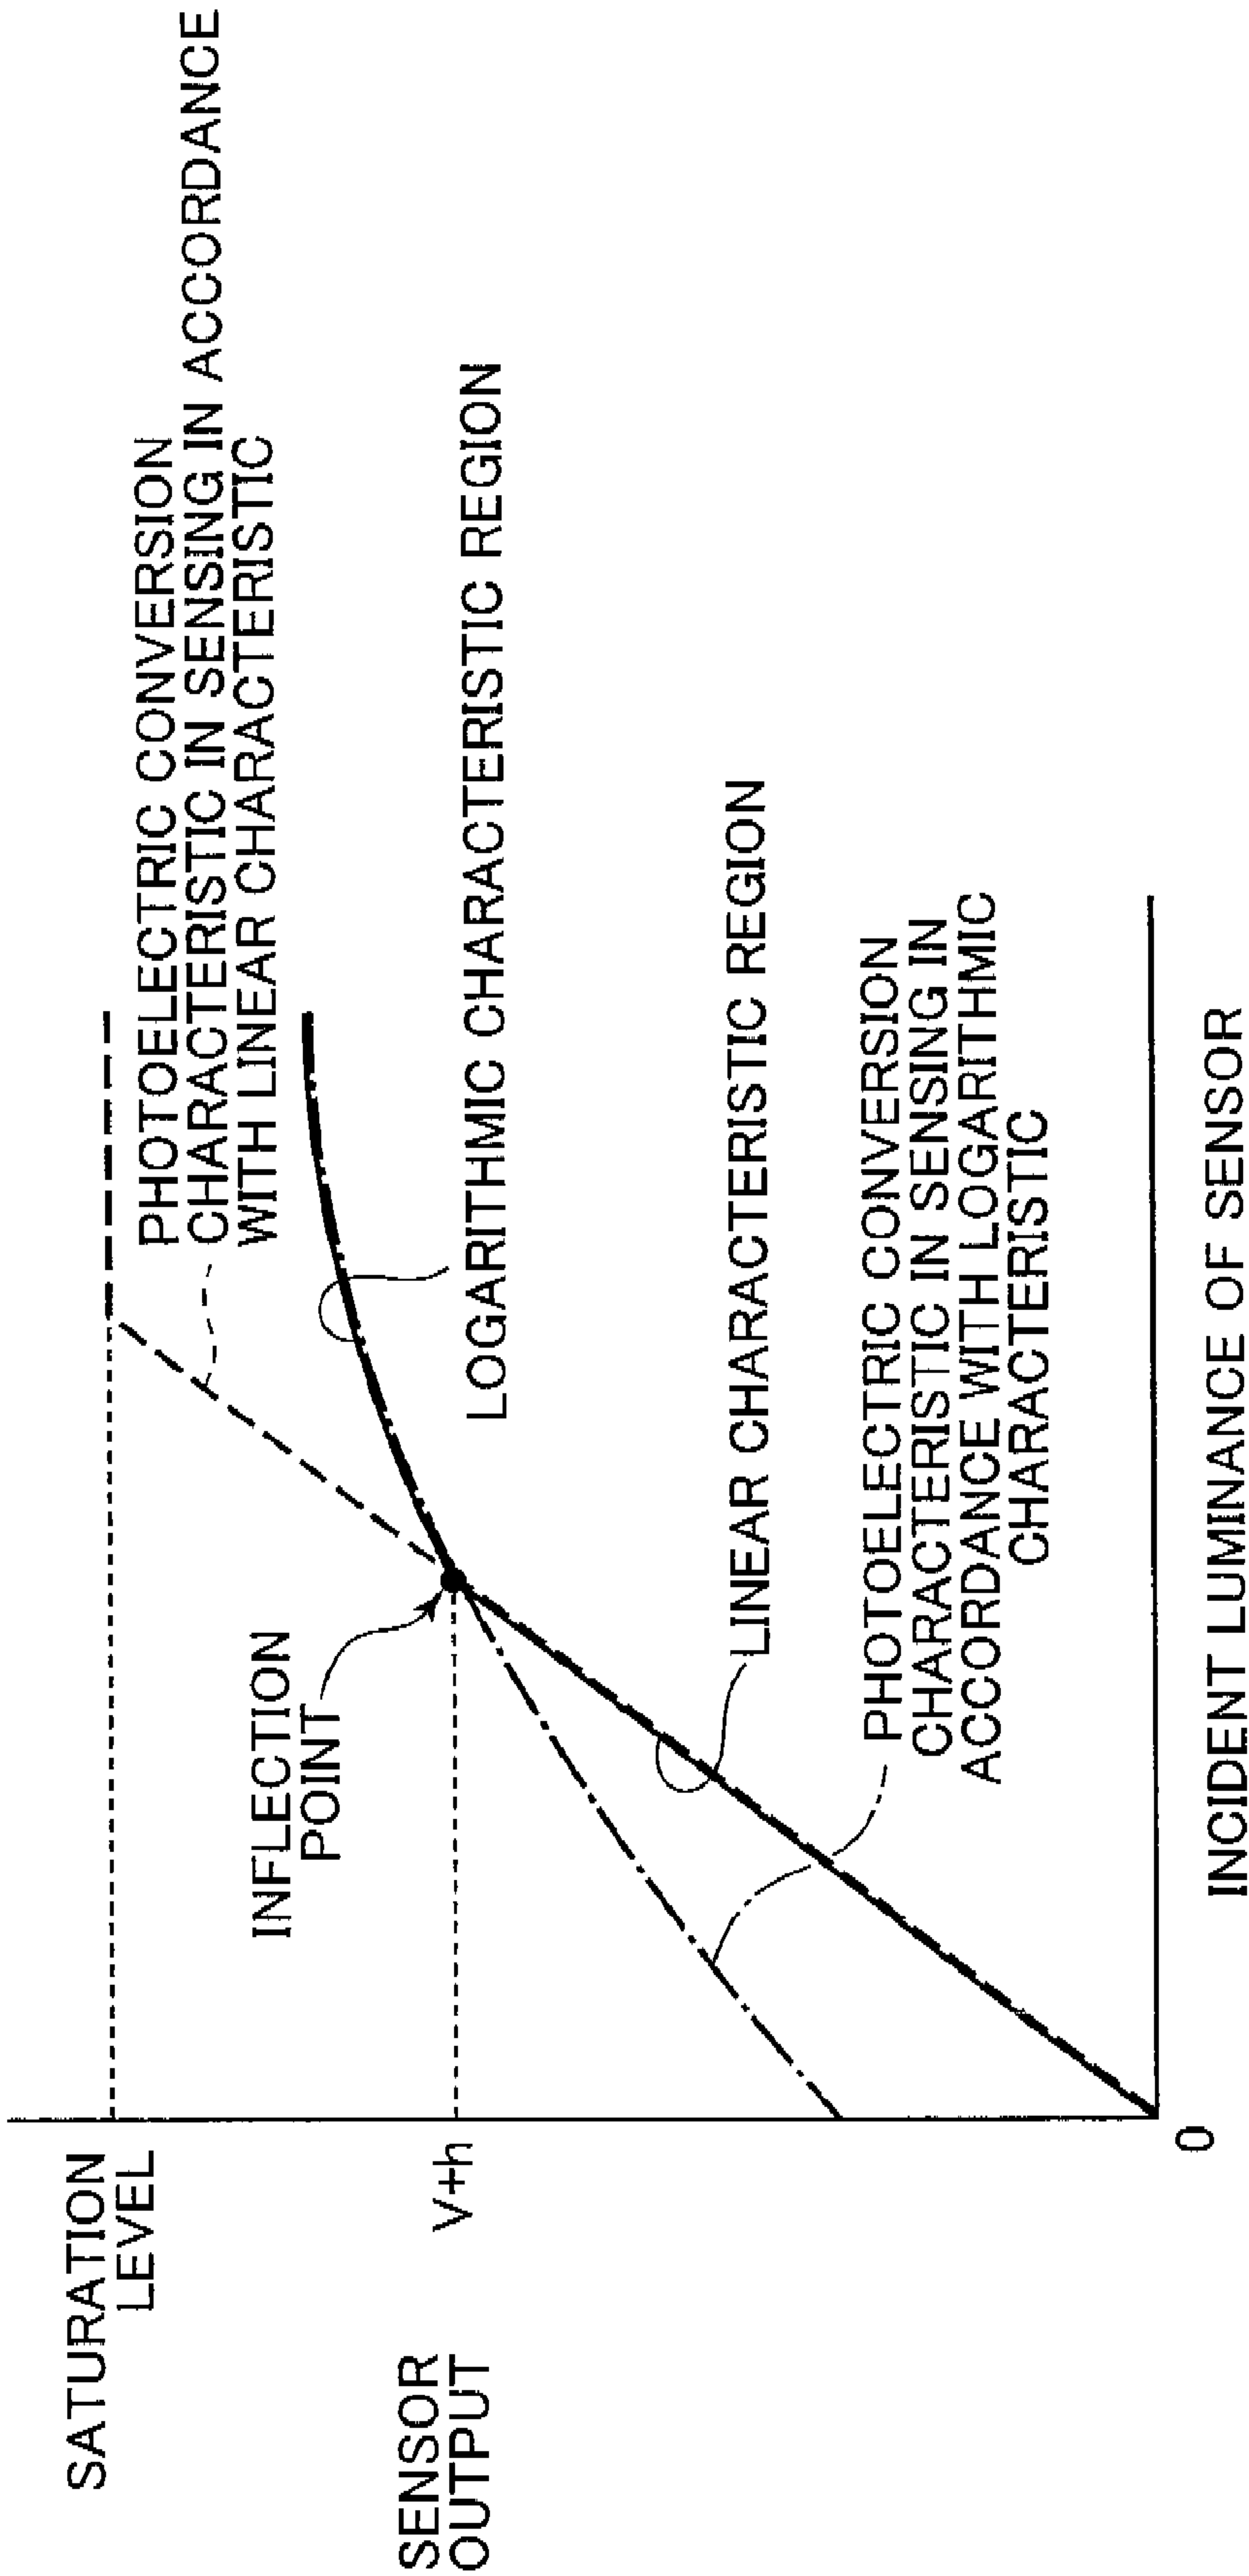 SATURATION
LEVEL
PHOTOELECTRIC CONVERSION
CHARACTERISTIC IN SENSING IN ACCORDANCE
WITH LINEAR CHARACTERISTIC
INFLECTION
POINT
SENSOR
OUTPUT
V+h
LOGARITHMIC CHARACTERISTIC REGION
LINEAR CHARACTERISTIC REGION
PHOTOELECTRIC CONVERSION
CHARACTERISTIC IN SENSING IN
ACCORDANCE WITH LOGARITHMIC
CHARACTERISTIC
0
INCIDENT LUMINANCE OF SENSOR